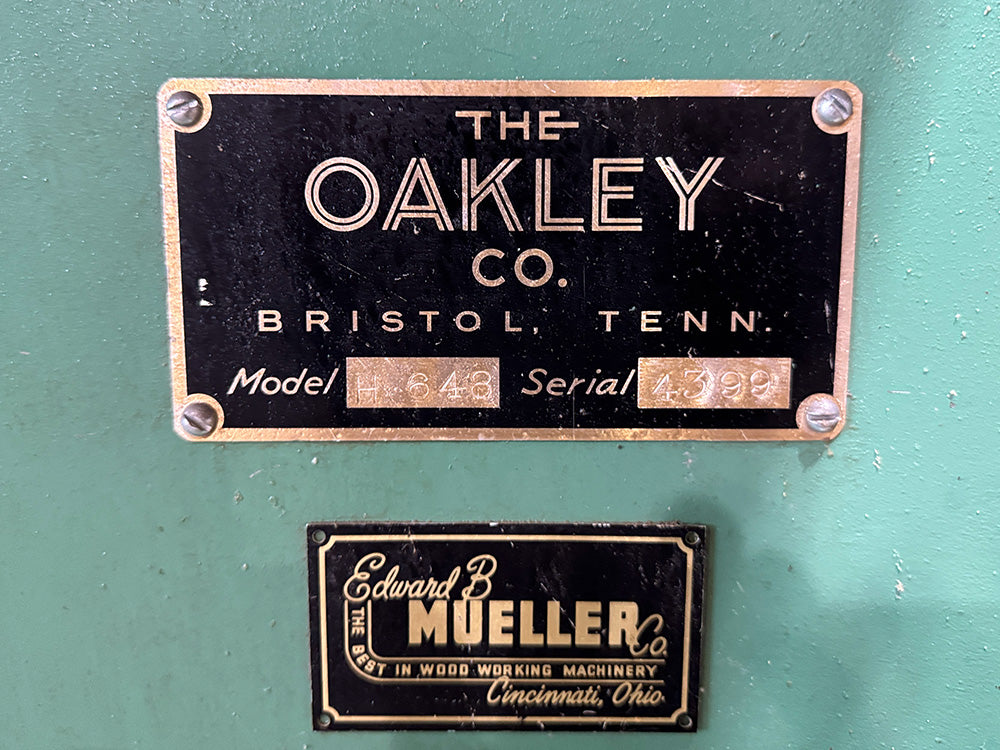 THE
OAKLEY
CO.
BRISTOL, TENN.
Model H-648 Serial 4399
Edward B
MUELLER Co.
THE BEST IN WOOD WORKING MACHINERY
Cincinnati, Ohio